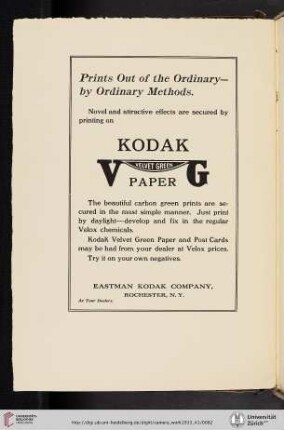 Prints Out of the Ordinary—
by Ordinary Methods.
Novel and attractive effects are secured by
printing on
KODAK
VELVET GREEN
V G
PAPER
The beautiful carbon green prints are se-
cured in the most simple manner. Just print
by daylight—develop and fix in the regular
Velox chemicals.
Kodak Velvet Green Paper and Post Cards
may be had from your dealer at Velox prices.
Try it on your own negatives.
EASTMAN KODAK COMPANY,
ROCHESTER, N. Y.
At Your Dealers.
UNIVERSITÄTS-
BIBLIOTHEK
HEIDELBERG
Universität
Zürich